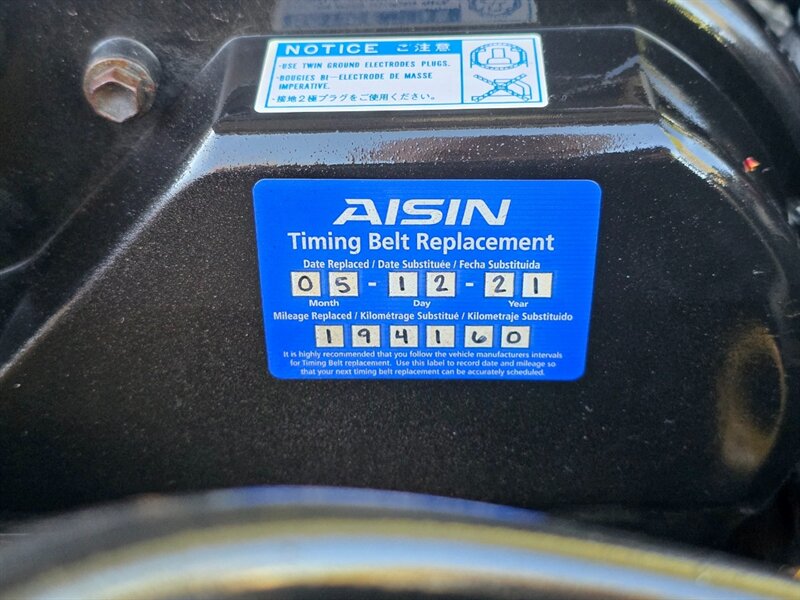 NOTICE ご注意
·USE TWIN GROUND ELECTRODES PLUGS.
·BOUGIES BI-ELECTRODE DE MASSE
IMPERATIVE.
·接地2極プラグをご使用ください。
AISIN
Timing Belt Replacement
Date Replaced / Date Substituée / Fecha Substituida
05-12-21
Month Day Year
Mileage Replaced / Kilométrage Substitué / Kilometraje Substituido
194160
It is highly recommended that you follow the vehicle manufacturers intervals
for Timing Belt replacement. Use this label to record date and mileage so
that your next timing belt replacement can be accurately scheduled.